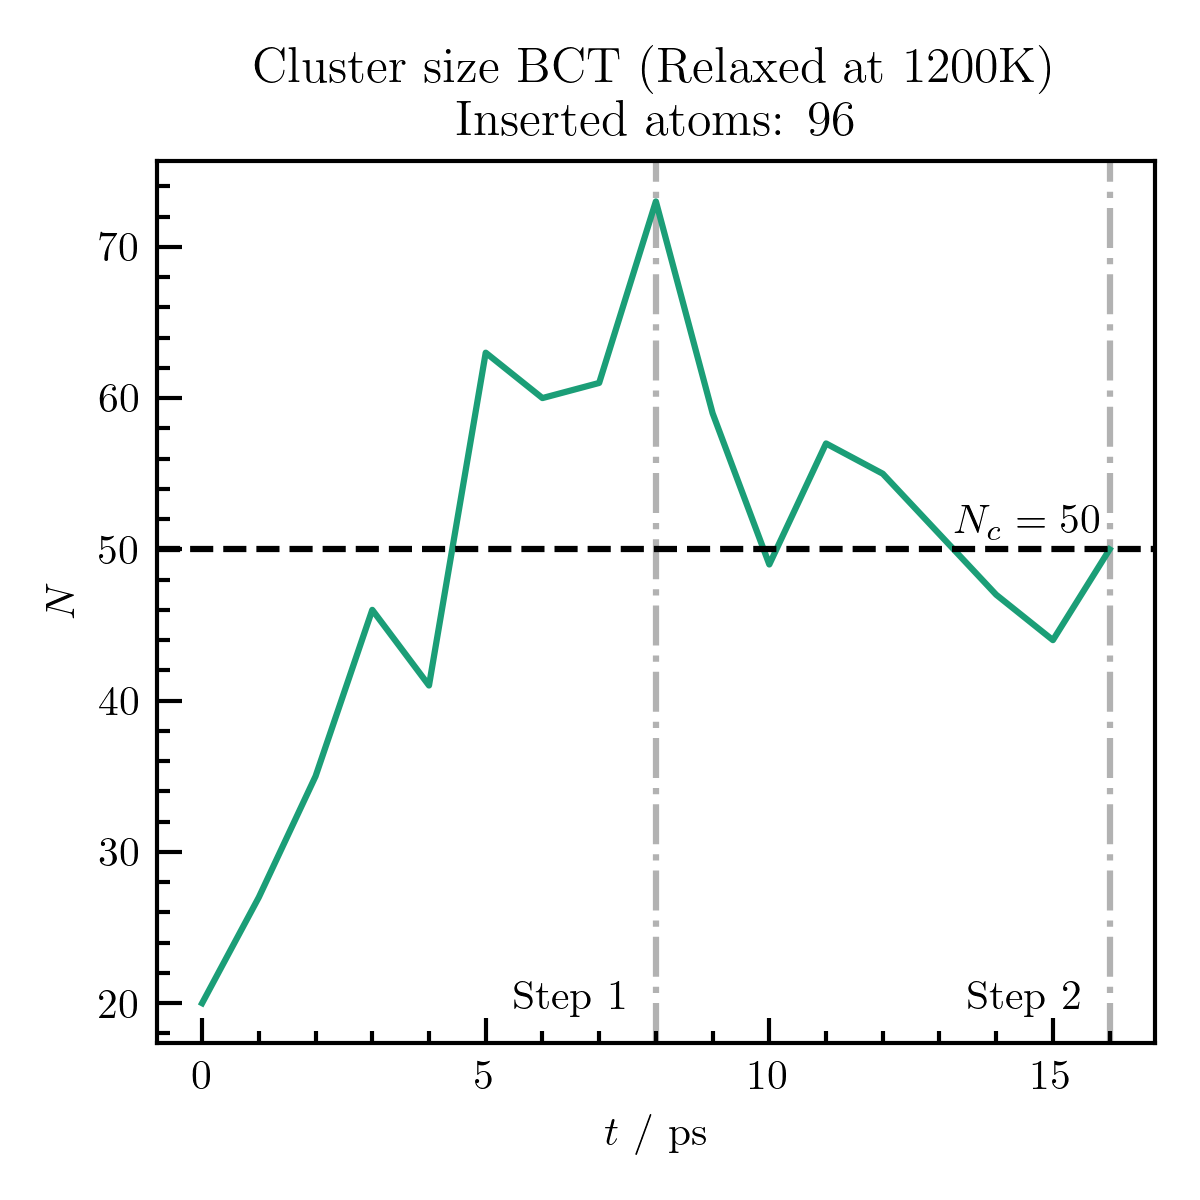 Cluster size BCT (Relaxed at 1200K)
Inserted atoms: 96
70
60
50
40
30
20
N
N_c = 50
Step 1
Step 2
0
5
10
15
t / ps